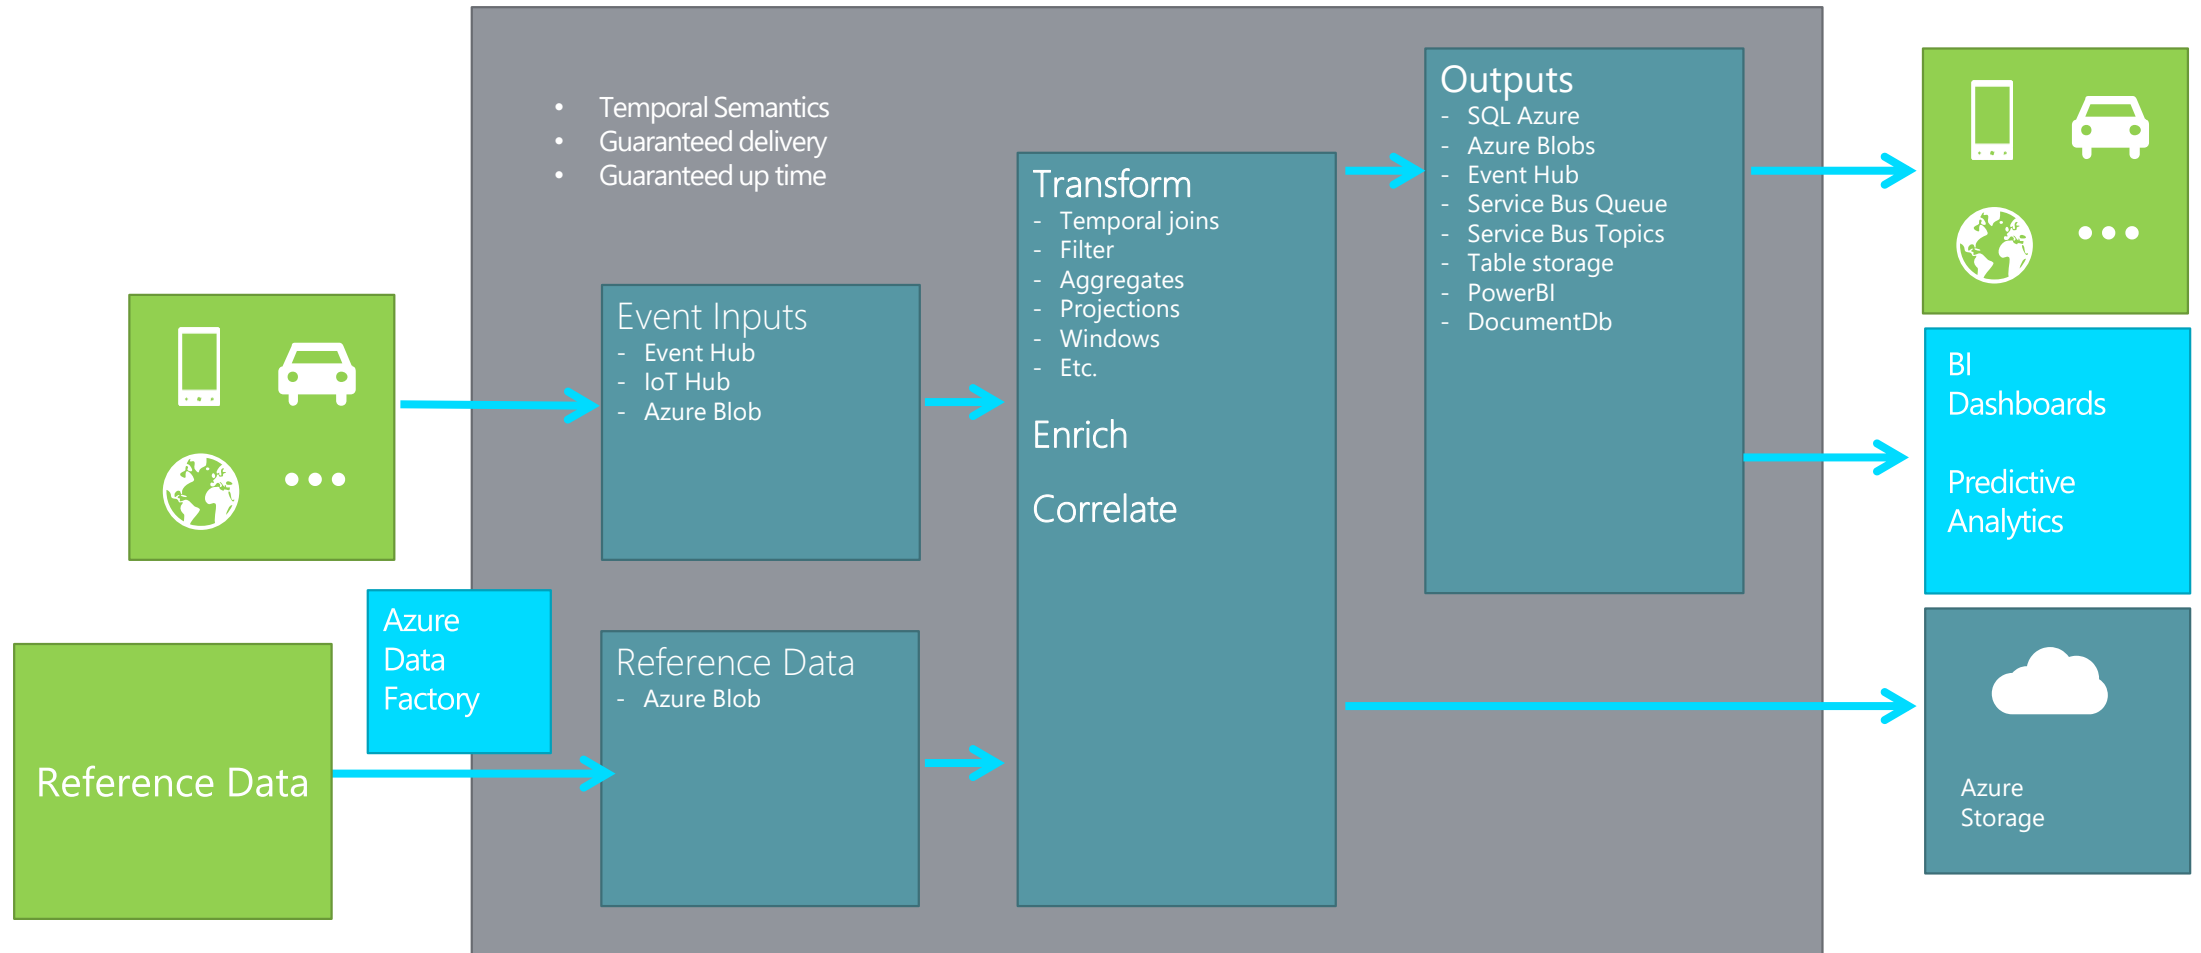 • Temporal Semantics
• Guaranteed delivery
• Guaranteed up time
Event Inputs
- Event Hub
- IoT Hub
- Azure Blob
Azure
Data
Factory
Reference Data
Reference Data
- Azure Blob
Transform
- Temporal joins
- Filter
- Aggregates
- Projections
- Windows
- Etc.
Enrich
Correlate
Outputs
- SQL Azure
- Azure Blobs
- Event Hub
- Service Bus Queue
- Service Bus Topics
- Table storage
- PowerBI
- DocumentDb
BI
Dashboards
Predictive
Analytics
Azure
Storage